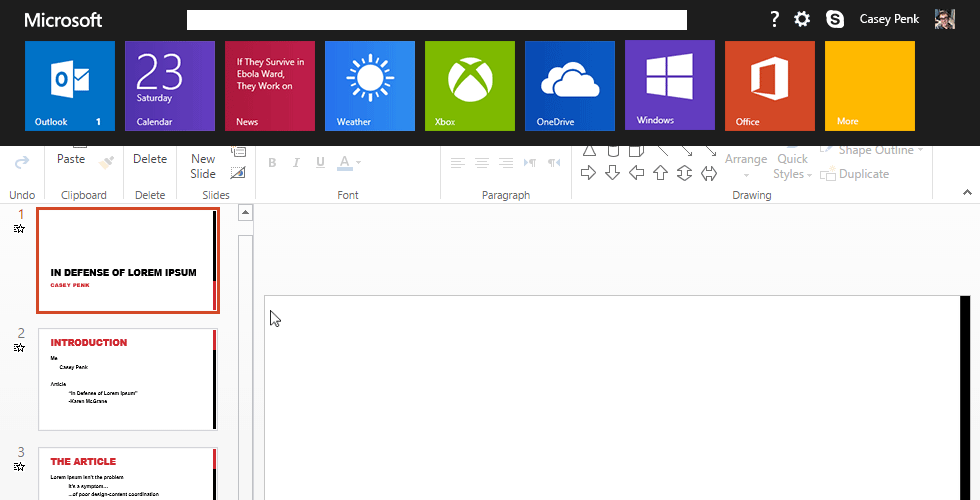 Microsoft
? Casey Penk
Outlook 1
23
Saturday
Calendar
If They Survive in
Ebola Ward,
They Work on
News
Weather
Xbox
OneDrive
Windows
Office
More
Paste
Delete
New
Slide
B I U A
Arrange
Quick
Styles
Shape Outline
Duplicate
Undo
Clipboard
Delete
Slides
Font
Paragraph
Drawing
1
IN DEFENSE OF LOREM IPSUM
CASEY PENK
2
INTRODUCTION
Me
Casey Penk
Article
"In Defense of Lorem Ipsum"
-Karen McGrane
3
THE ARTICLE
Lorem Ipsum isn't the problem
It's a symptom...
...of poor design-content coordination